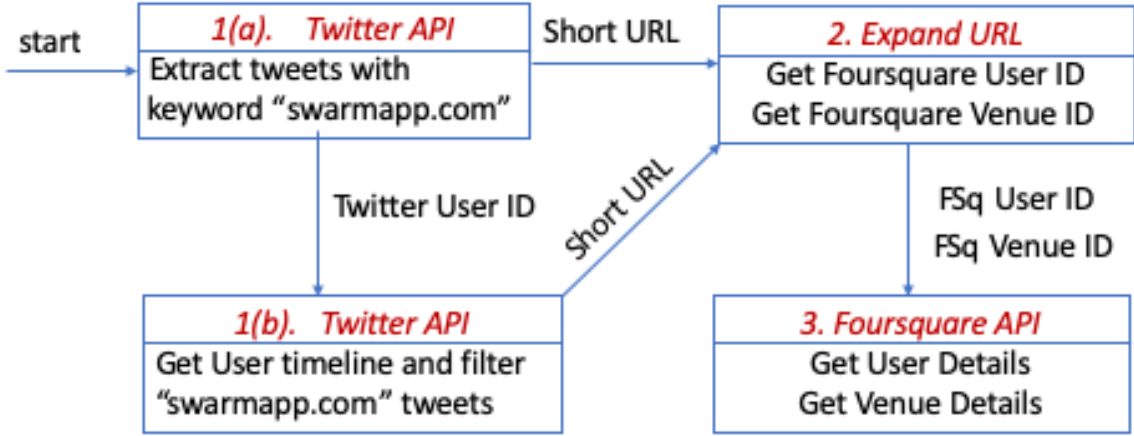 start
1(a). Twitter API
Extract tweets with
keyword “swarmapp.com”
Short URL
2. Expand URL
Get Foursquare User ID
Get Foursquare Venue ID
Twitter User ID
Short URL
FSq User ID
FSq Venue ID
1(b). Twitter API
Get User timeline and filter
“swarmapp.com” tweets
3. Foursquare API
Get User Details
Get Venue Details